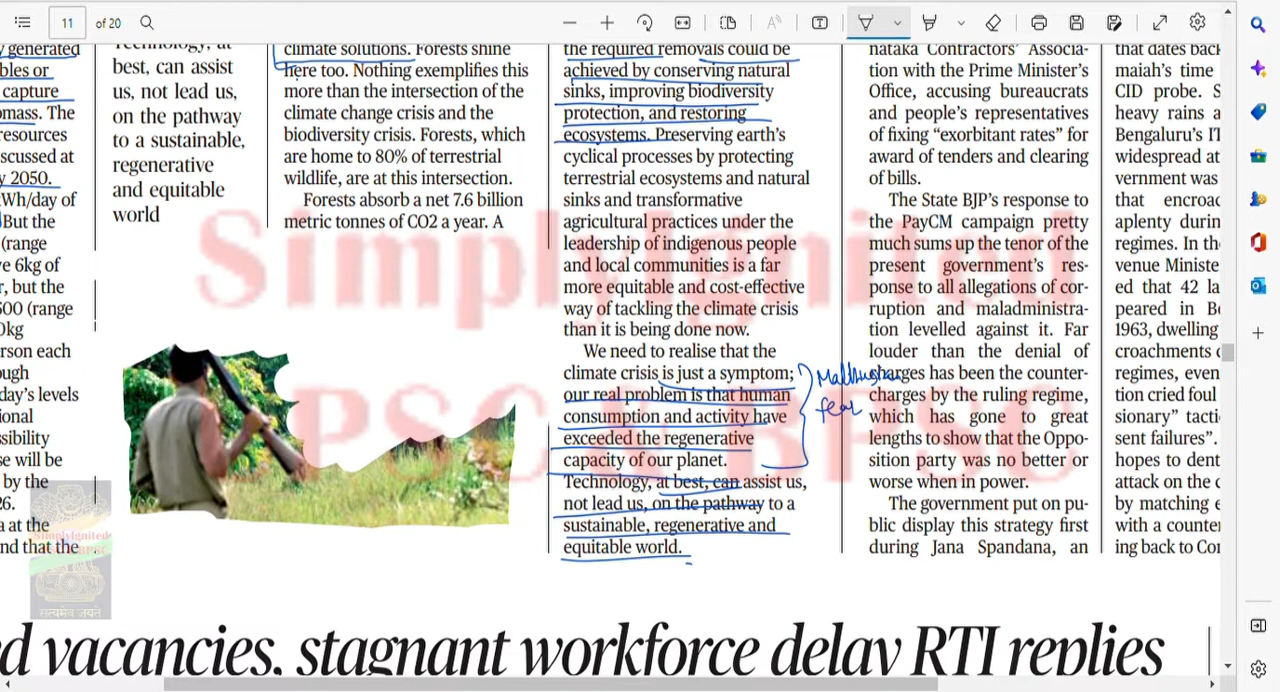 11
of 20
y generated
bles or
capture
omass. The
resources
scussed at
y 2050.
Wh/day of
But the
(range
ve 6kg of
r, but the
500 (range
0kg
erson each
ough
day's levels
tional
ssibility
se will be
by the
26.
a at the
nd that the
Technology, at
best, can assist
us, not lead us,
on the pathway
to a sustainable,
regenerative
and equitable
world
climate solutions. Forests shine
here too. Nothing exemplifies this
more than the intersection of the
climate change crisis and the
biodiversity crisis. Forests, which
are home to 80% of terrestrial
wildlife, are at this intersection.
Forests absorb a net 7.6 billion
metric tonnes of CO2 a year. A
the required removals could be
achieved by conserving natural
sinks, improving biodiversity
protection, and restoring
ecosystems. Preserving earth's
cyclical processes by protecting
terrestrial ecosystems and natural
sinks and transformative
agricultural practices under the
leadership of indigenous people
and local communities is a far
more equitable and cost-effective
way of tackling the climate crisis
than it is being done now.
We need to realise that the
climate crisis is just a symptom;
our real problem is that human
consumption and activity have
exceeded the regenerative
capacity of our planet.
Technology, at best, can assist us,
not lead us, on the pathway to a
sustainable, regenerative and
equitable world.
Malthusian
fear
nataka Contractors' Associa-
tion with the Prime Minister's
Office, accusing bureaucrats
and people's representatives
of fixing "exorbitant rates" for
award of tenders and clearing
of bills.
The State BJP's response to
the PayCM campaign pretty
much sums up the tenor of the
present government's res-
ponse to all allegations of cor-
ruption and maladministra-
tion levelled against it. Far
louder than the denial of
charges has been the counter-
charges by the ruling regime,
which has gone to great
lengths to show that the Oppo-
sition party was no better or
worse when in power.
The government put on pu-
blic display this strategy first
during Jana Spandana, an
that dates back
maiah's time
CID probe. S
heavy rains a
Bengaluru's IT
widespread at
vernment was
that encroac
aplenty durin
regimes. In the
venue Ministe
ed that 42 la
peared in Be
1963, dwelling
croachments
regimes, even
tion cried foul
sionary" tacti
sent failures".
hopes to dent
attack on the c
by matching e
with a counter
ing back to Con
SimplyIgnited
PSC & BPSC
SimplyIgnited
सत्यमेव जयते
d vacancies, stagnant workforce delay RTI replies